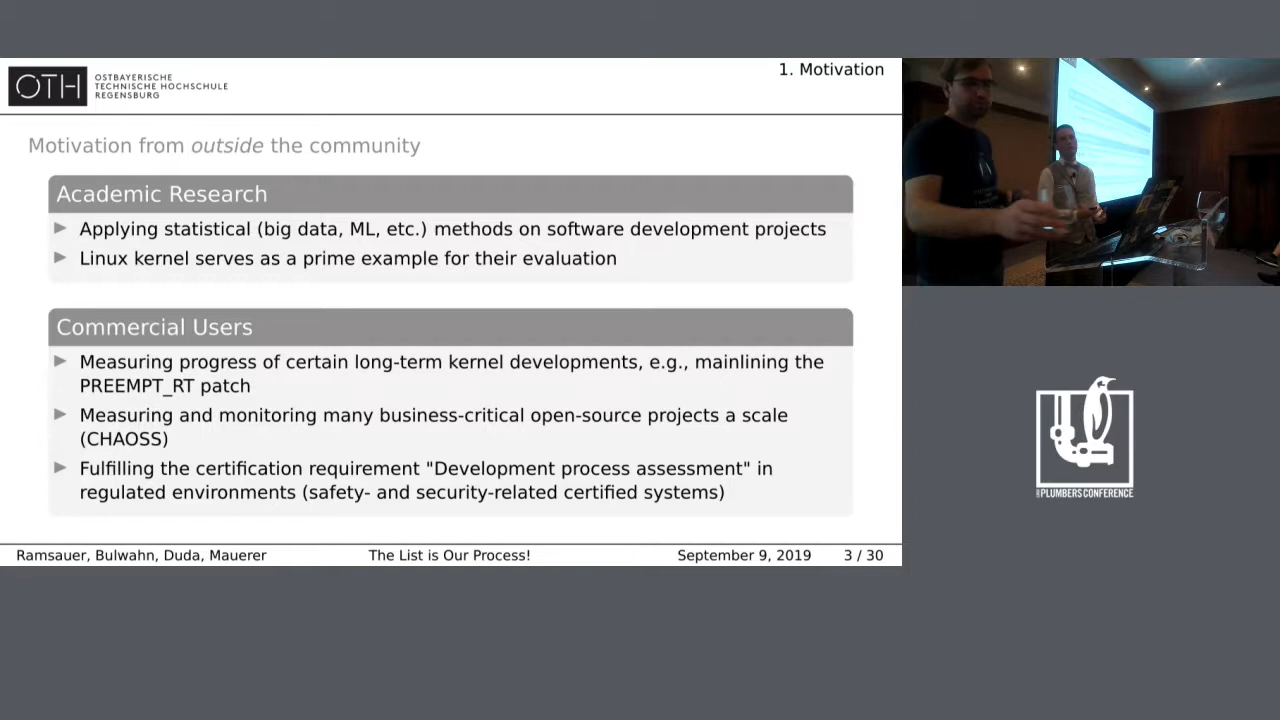 OTH OSTBAYERISCHE
TECHNISCHE HOCHSCHULE
REGENSBURG
1. Motivation
Motivation from outside the community
Academic Research
Applying statistical (big data, ML, etc.) methods on software development projects
Linux kernel serves as a prime example for their evaluation
Commercial Users
Measuring progress of certain long-term kernel developments, e.g., mainlining the
PREEMPT_RT patch
Measuring and monitoring many business-critical open-source projects a scale
(CHAOSS)
Fulfilling the certification requirement "Development process assessment" in
regulated environments (safety- and security-related certified systems)
Ramsauer, Bulwahn, Duda, Mauerer The List is Our Process! September 9, 2019 3 / 30
PLUMBERS CONFERENCE